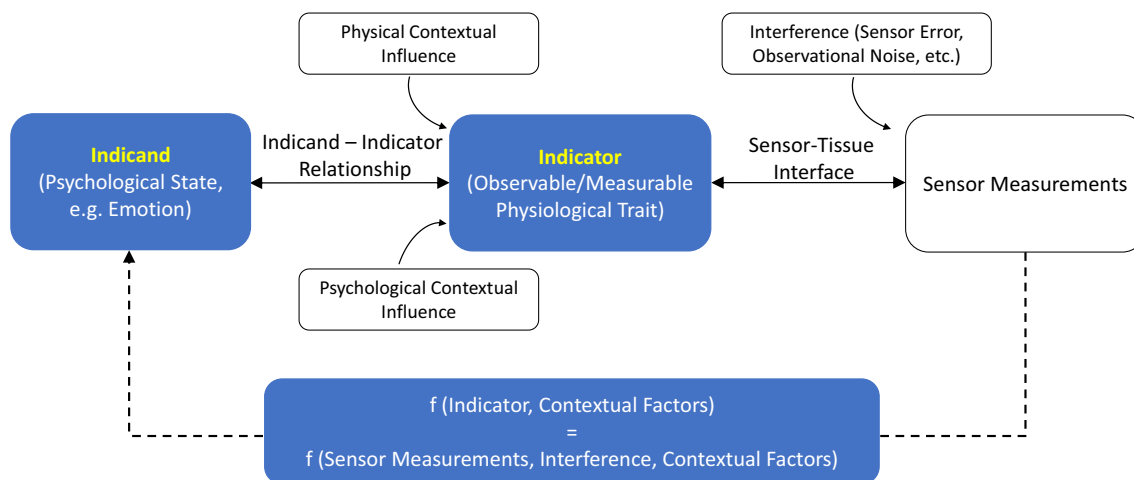 Physical Contextual
Influence
Interference (Sensor Error,
Observational Noise, etc.)
Indicand
(Psychological State,
e.g. Emotion)
Indicand – Indicator
Relationship
Indicator
(Observable/Measurable
Physiological Trait)
Sensor-Tissue
Interface
Sensor Measurements
Psychological Contextual
Influence
f (Indicator, Contextual Factors)
=
f (Sensor Measurements, Interference, Contextual Factors)